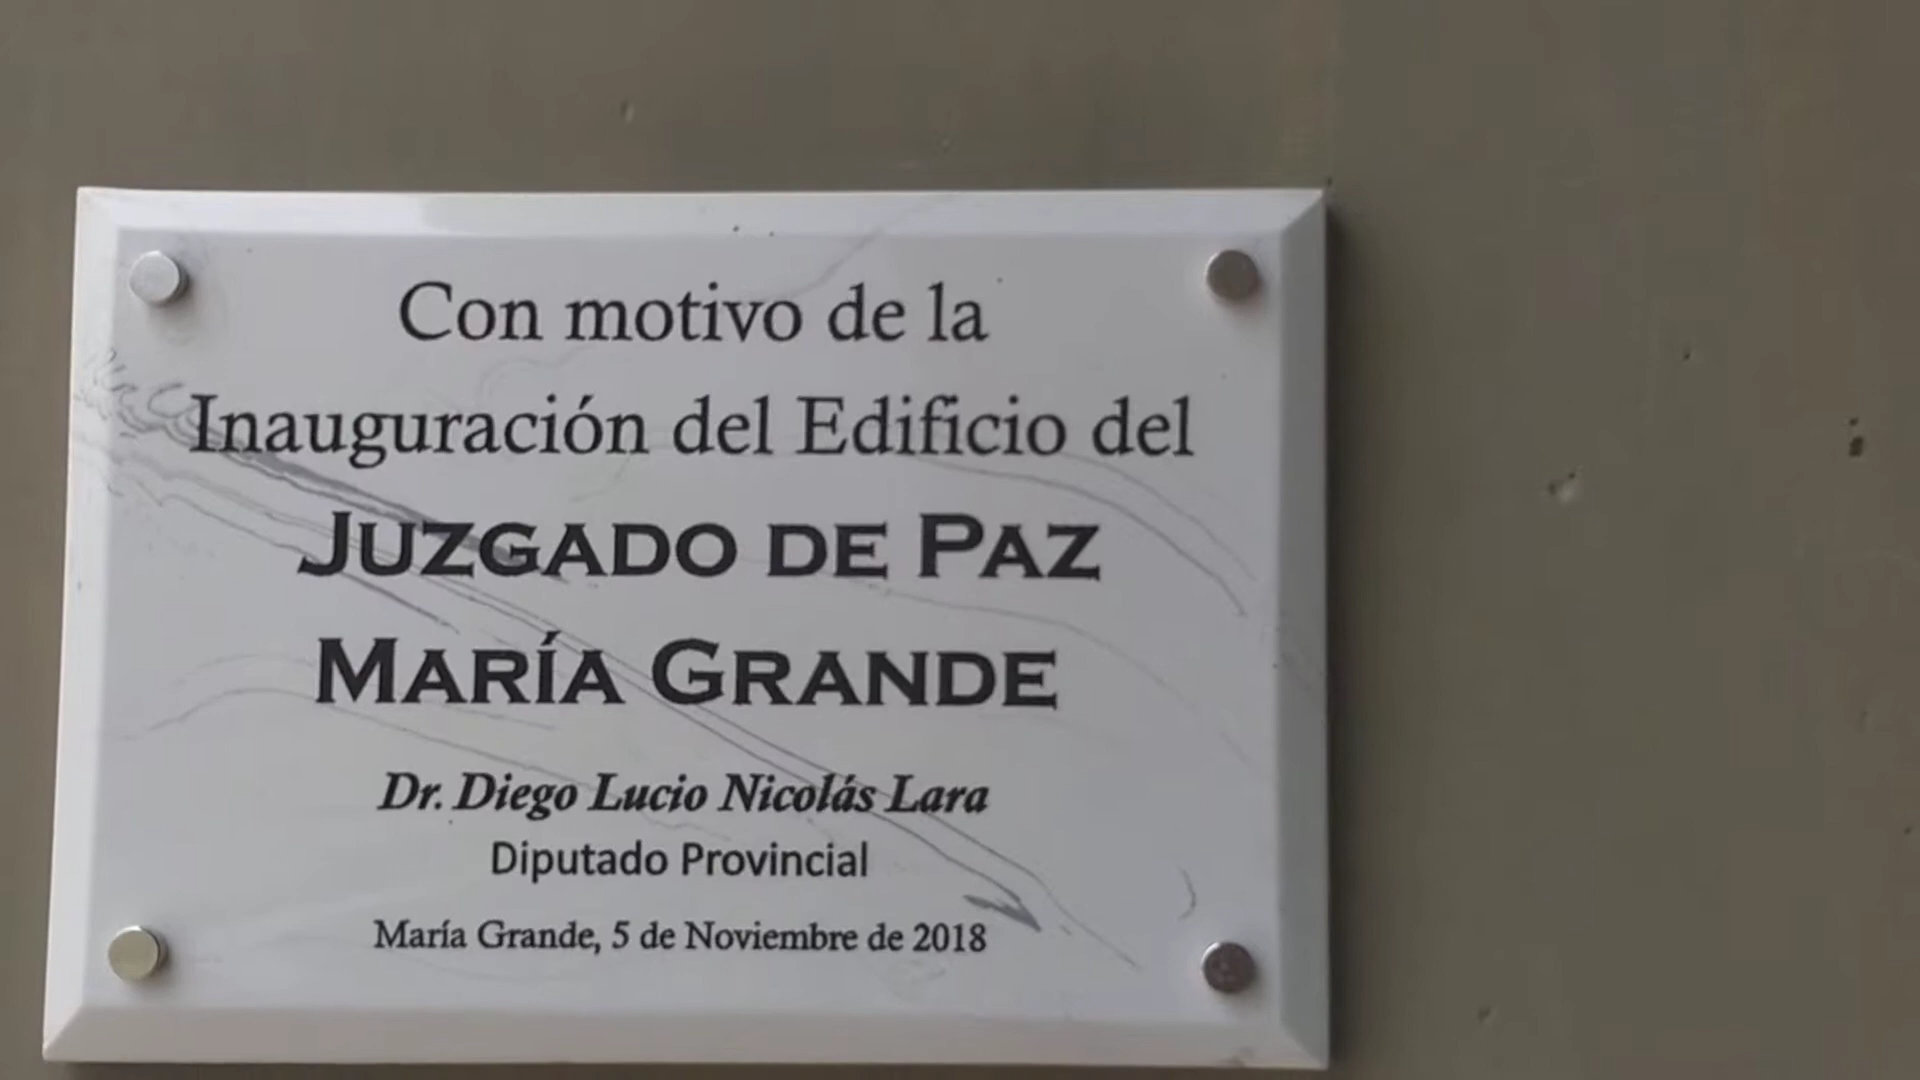 Con motivo de la
Inauguración del Edificio del
JUZGADO DE PAZ
MARÍA GRANDE
Dr. Diego Lucio Nicolás Lara
Diputado Provincial
María Grande, 5 de Noviembre de 2018